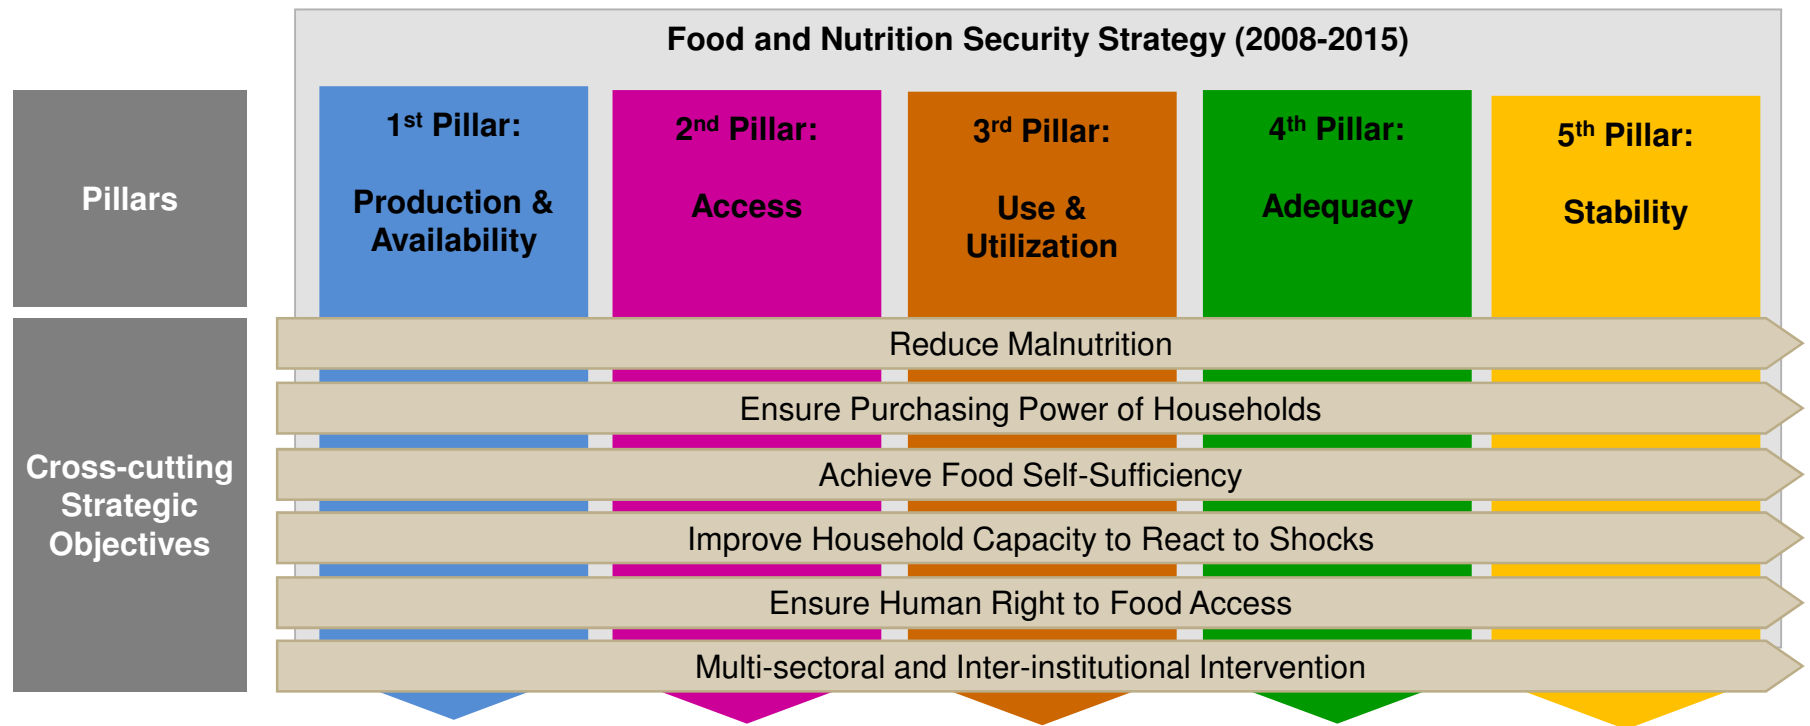 Food and Nutrition Security Strategy (2008-2015)
Pillars
1st Pillar:
Production &
Availability
2nd Pillar:
Access
3rd Pillar:
Use &
Utilization
4th Pillar:
Adequacy
5th Pillar:
Stability
Cross-cutting
Strategic
Objectives
Reduce Malnutrition
Ensure Purchasing Power of Households
Achieve Food Self-Sufficiency
Improve Household Capacity to React to Shocks
Ensure Human Right to Food Access
Multi-sectoral and Inter-institutional Intervention